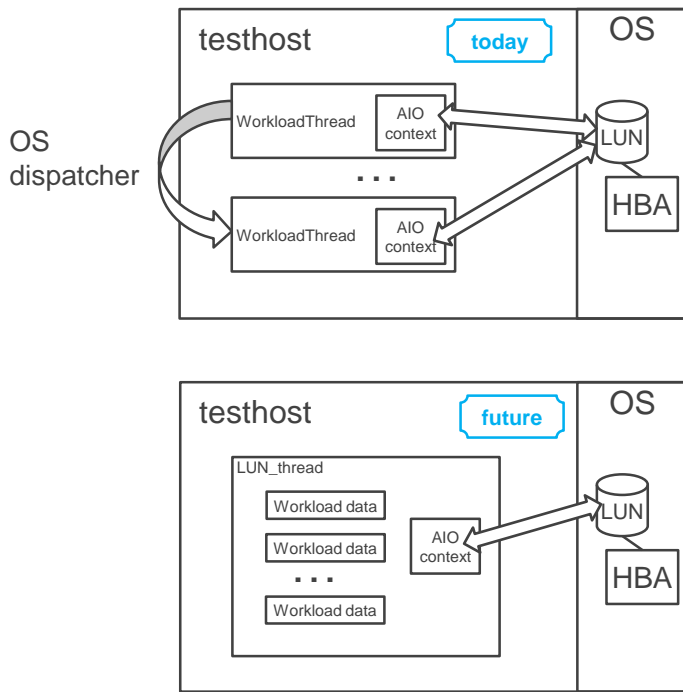 testhost
today
OS
OS
dispatcher
WorkloadThread
AIO
context
LUN
HBA
. . .
WorkloadThread
AIO
context
testhost
future
OS
LUN_thread
Workload data
Workload data
. . .
Workload data
AIO
context
LUN
HBA